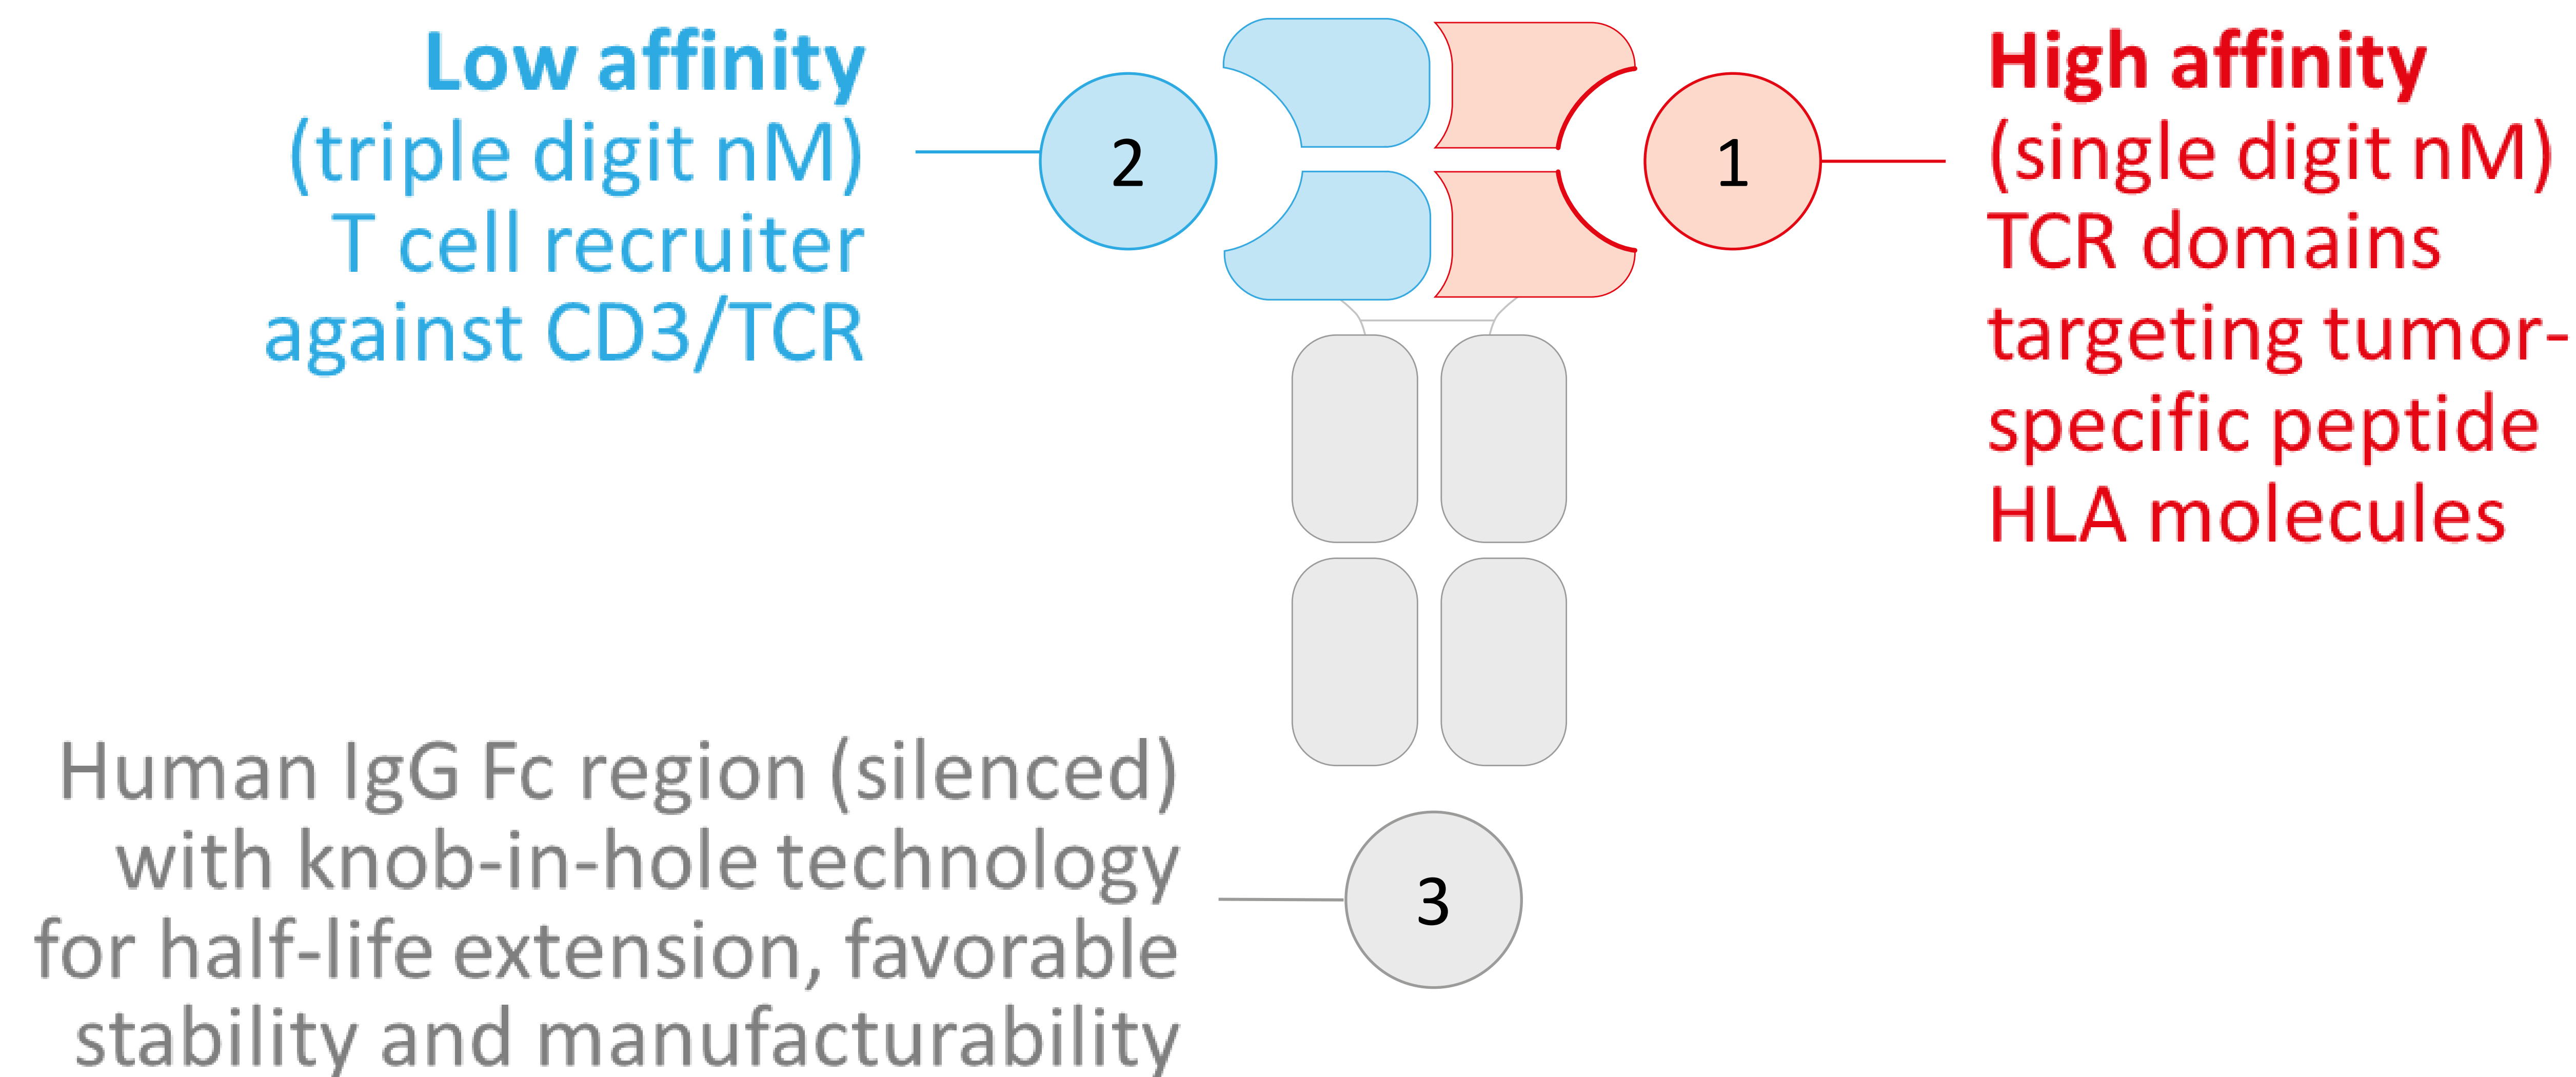 Low affinity
(triple digit nM)
T cell recruiter
against CD3/TCR
2
1
High affinity
(single digit nM)
TCR domains
targeting tumor-
specific peptide
HLA molecules
Human IgG Fc region (silenced)
with knob-in-hole technology
for half-life extension, favorable
stability and manufacturability
3